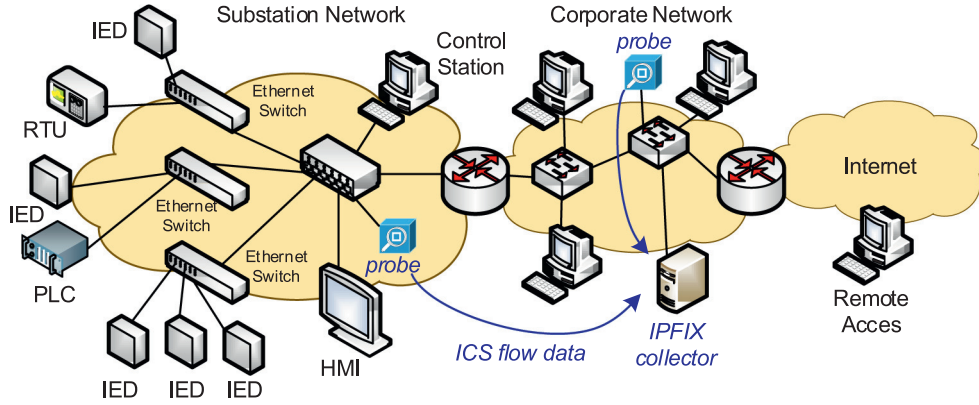 Substation Network
Corporate Network
IED
probe
Control
Station
Ethernet
Switch
RTU
Internet
IED
Ethernet
Switch
PLC
Ethernet
Switch
probe
HMI
ICS flow data
IPFIX
collector
Remote
Acces
IED
IED
IED